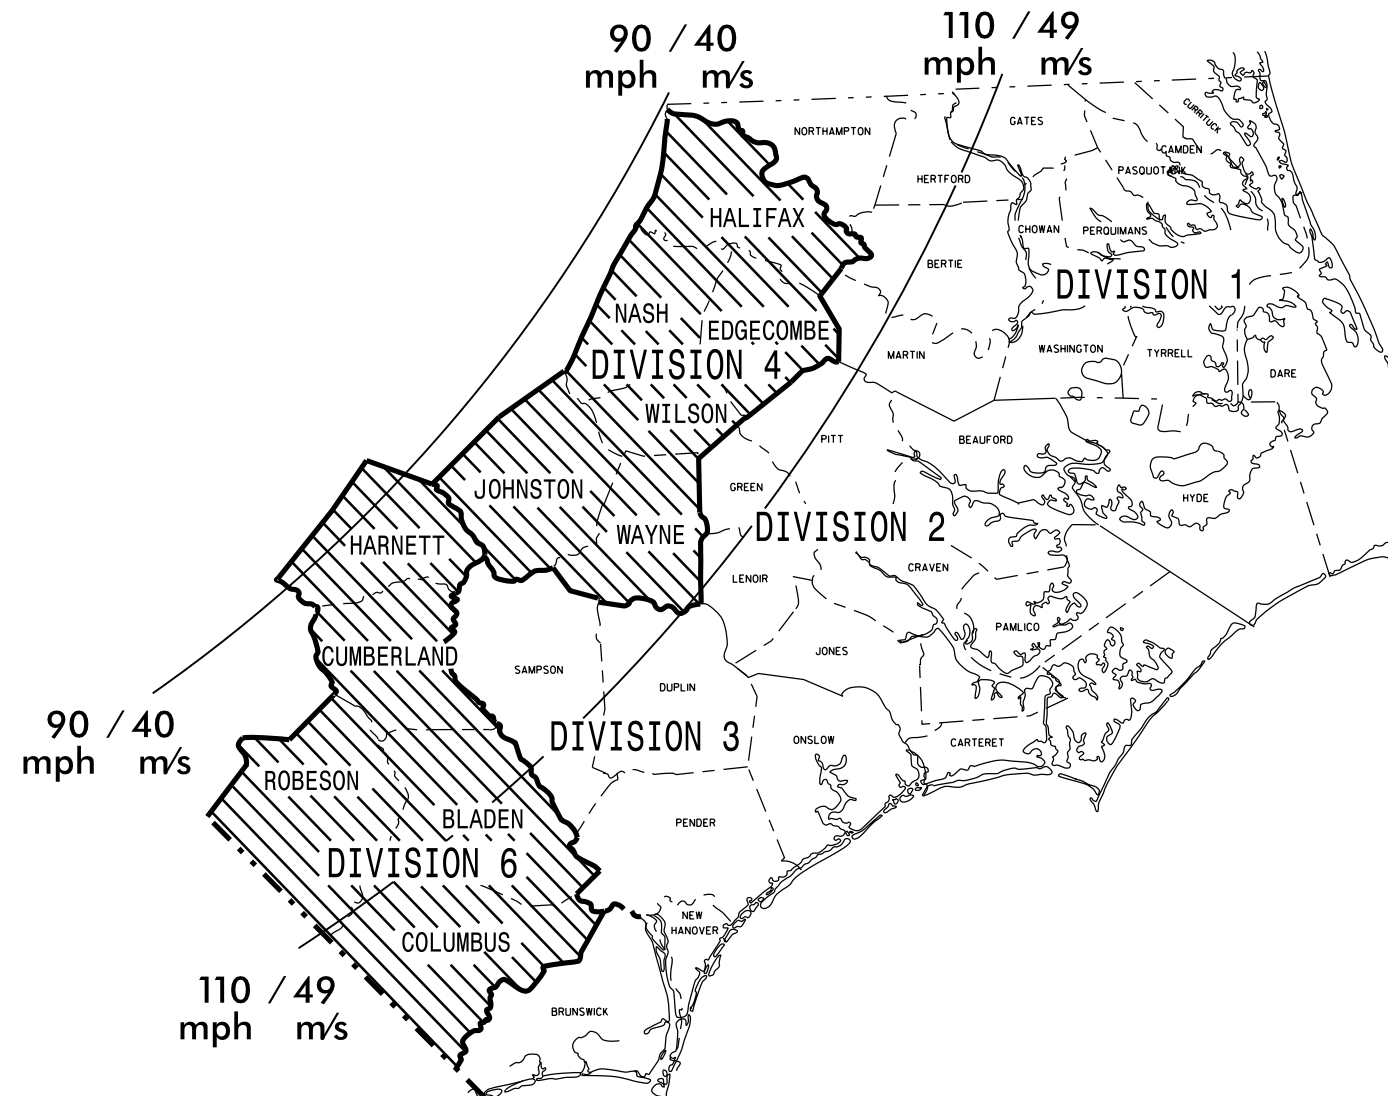 90 / 40
mph m/s
110 / 49
mph m/s
NORTHAMPTON
GATES
CURRITUCK
CAMDEN
PASQUOTANK
HERTFORD
HALIFAX
CHOWAN
PERQUIMANS
BERTIE
DIVISION 1
NASH
EDGECOMBE
MARTIN
WASHINGTON
TYRRELL
DARE
DIVISION 4
WILSON
PITT
BEAUFORD
JOHNSTON
GREEN
HYDE
WAYNE
DIVISION 2
HARNETT
LENOIR
CRAVEN
PAMLICO
CUMBERLAND
SAMPSON
JONES
DUPLIN
90 / 40
mph m/s
DIVISION 3
ONSLOW
CARTERET
ROBESON
BLADEN
PENDER
DIVISION 6
NEW
HANOVER
COLUMBUS
110 / 49
mph m/s
BRUNSWICK